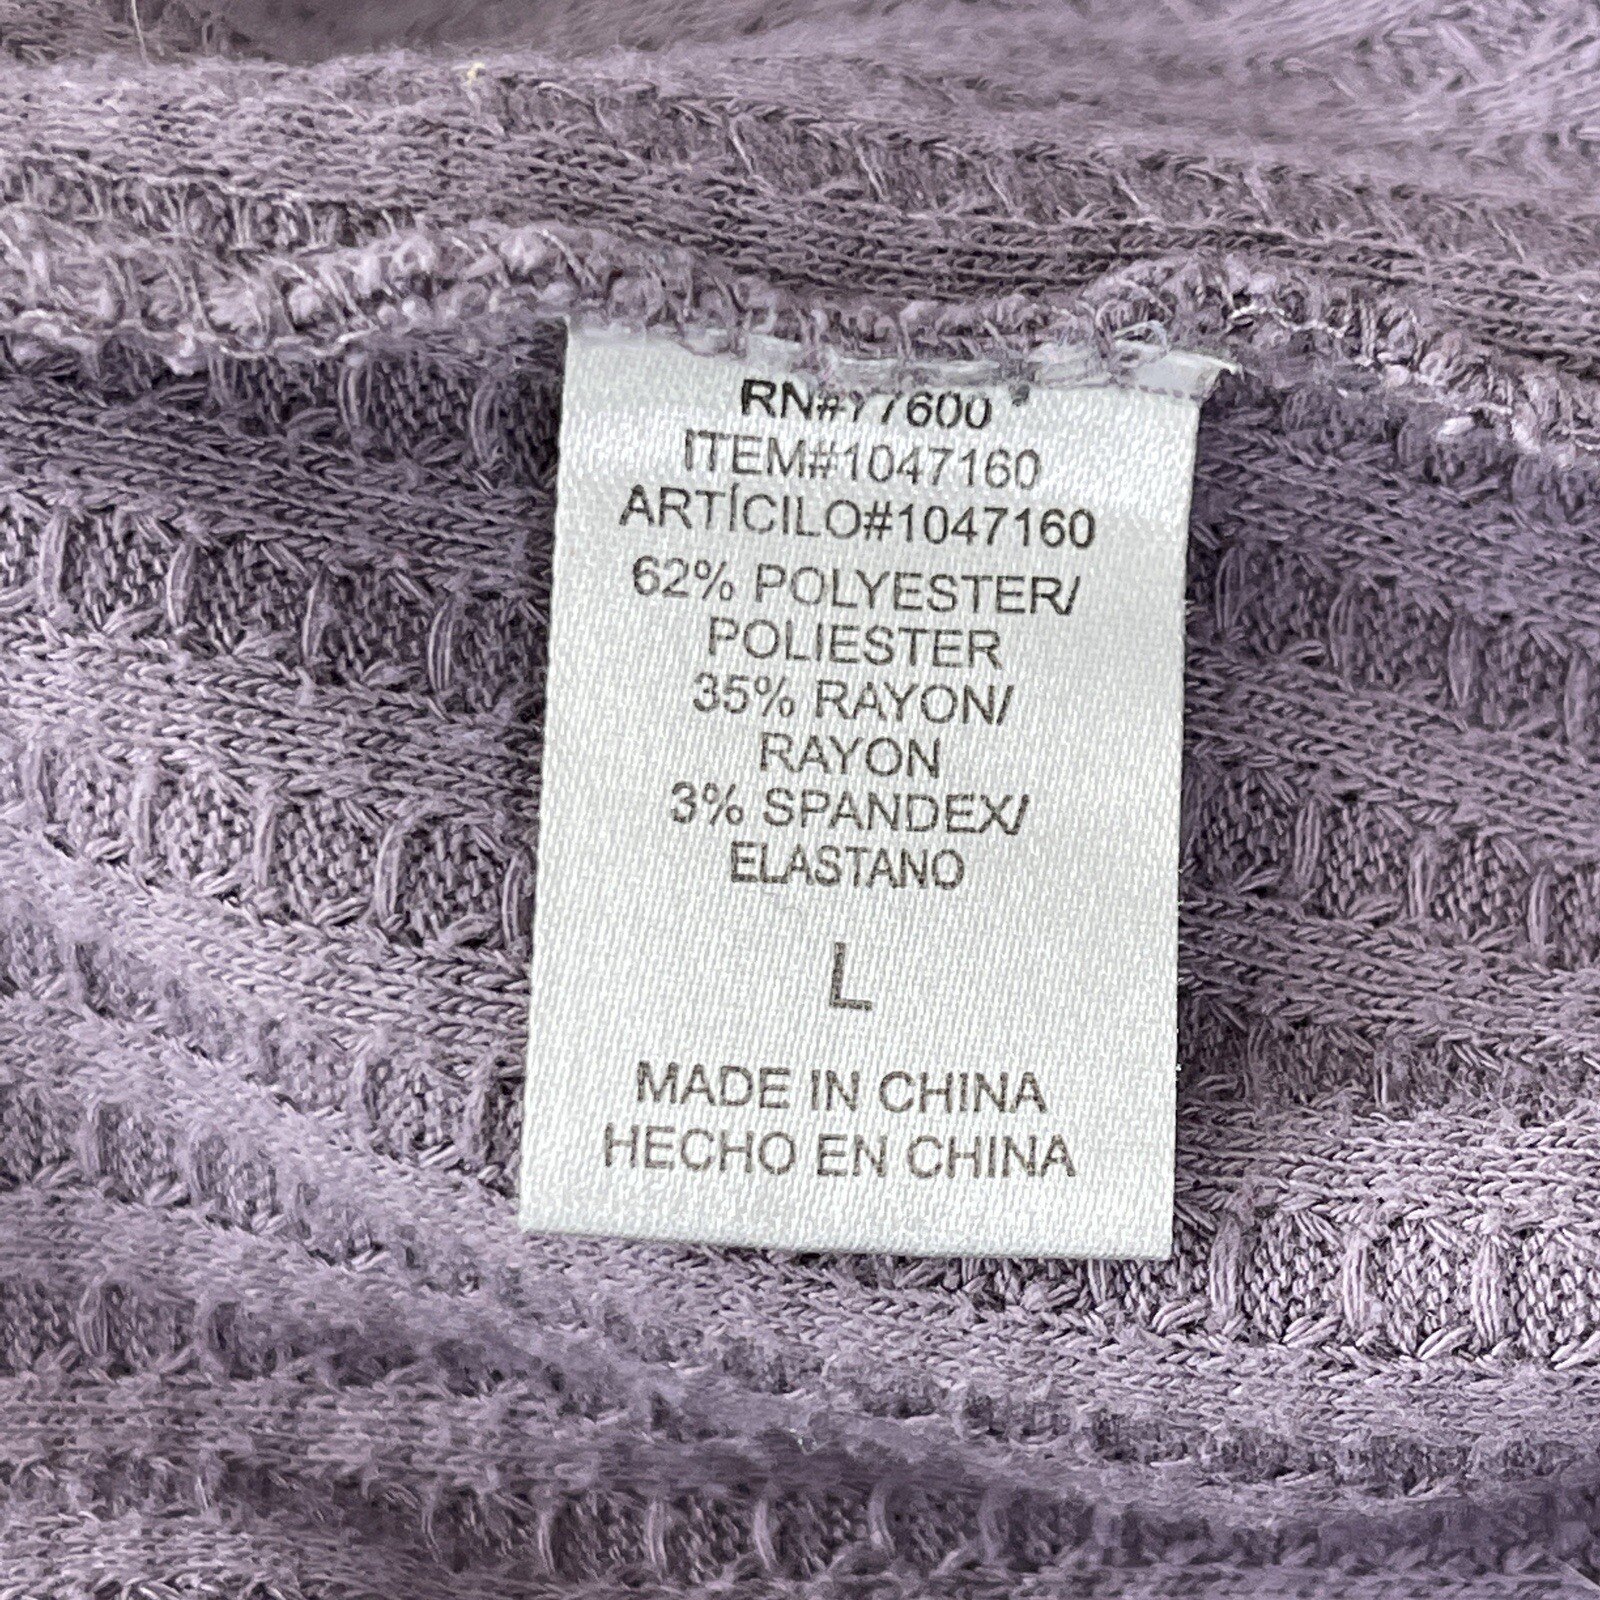 RN#77600
ITEM#1047160
ARTÍCILO#1047160
62% POLYESTER/
POLIESTER
35% RAYON/
RAYON
3% SPANDEX/
ELASTANO
L
MADE IN CHINA
HECHO EN CHINA